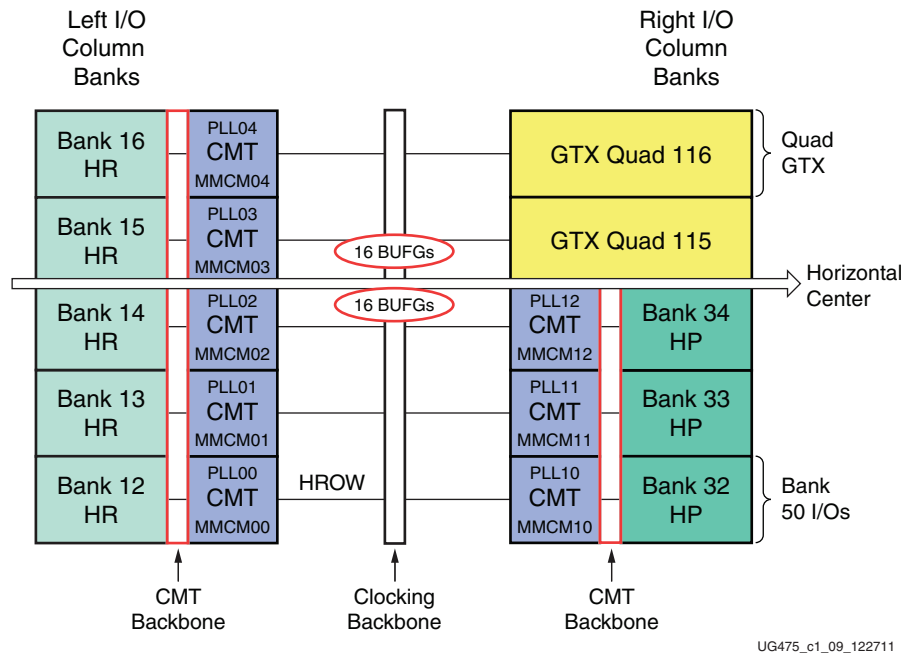 Left I/O
Column
Banks
Right I/O
Column
Banks
Bank 16
HR
PLL04
CMT
MMCM04
GTX Quad 116
Quad
GTX
Bank 15
HR
PLL03
CMT
MMCM03
16 BUFGs
GTX Quad 115
Horizontal
Center
Bank 14
HR
PLL02
CMT
MMCM02
16 BUFGs
PLL12
CMT
MMCM12
Bank 34
HP
Bank 13
HR
PLL01
CMT
MMCM01
PLL11
CMT
MMCM11
Bank 33
HP
Bank 12
HR
PLL00
CMT
MMCM00
HROW
PLL10
CMT
MMCM10
Bank 32
HP
Bank
50 I/Os
CMT
Backbone
Clocking
Backbone
CMT
Backbone
UG475_c1_09_122711